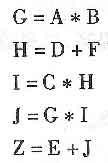 G = A * B
H = D + F
I = C * H
J = G * I
Z = E + J